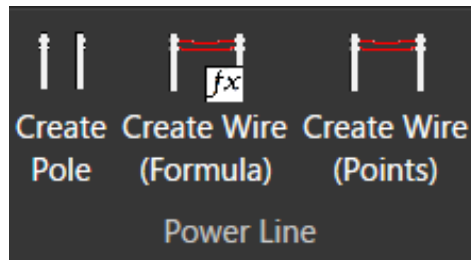 fx
Create Pole
Create Wire (Formula)
Create Wire (Points)
Power Line